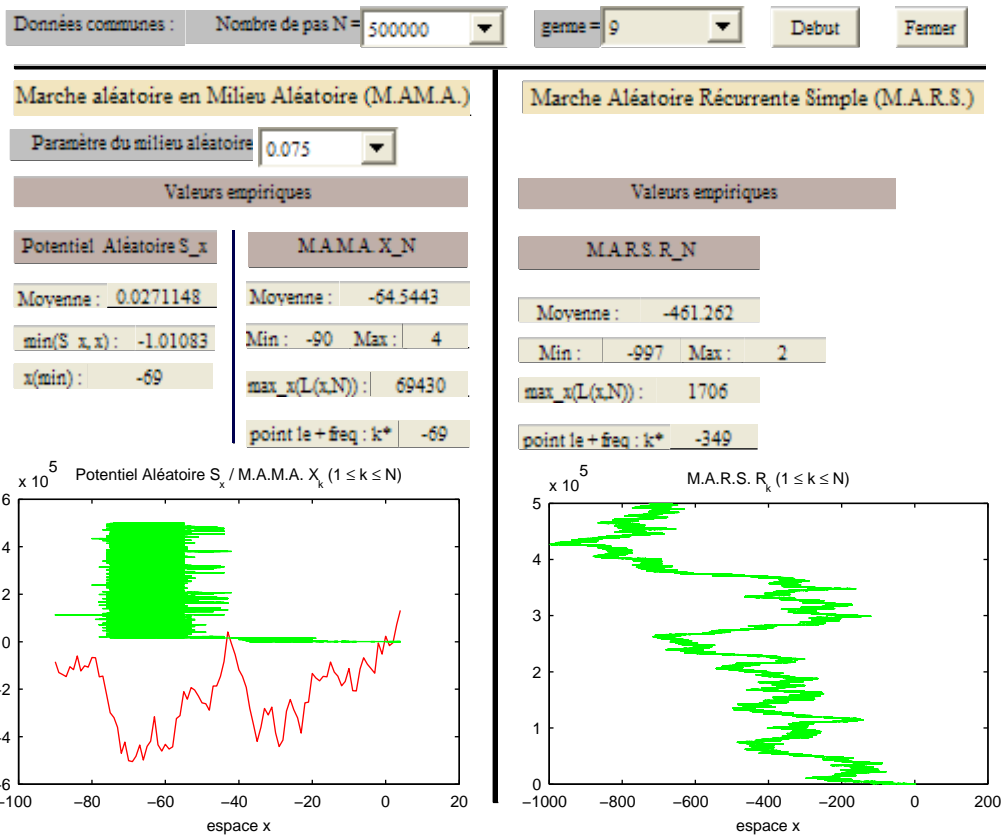 Données communes : Nombre de pas N = 500000 germe = 9 Debut Fermer
Marche aléatoire en Milieu Aléatoire (M.AM.A.)
Paramètre du milieu aléatoire 0.075
Valeurs empiriques
Potentiel Aléatoire S_x
M.A.M.A. X_N
Moyenne : 0.0271148
Moyenne : -64.5443
min(S_x, x) : -1.01083
Min : -90 Max : 4
x(min) : -69
max_x(L(x,N)) : 69430
point le + freq : k* -69
x 10^5
Potentiel Aléatoire S_x / M.A.M.A. X_k (1 ≤ k ≤ N)
6
4
2
0
-2
-4
-6
−100 −80 −60 −40 −20 0 20
espace x
Marche Aléatoire Récurrente Simple (M.A.R.S.)
Valeurs empiriques
M.A.R.S. R_N
Moyenne : -461.262
Min : -997 Max : 2
max_x(L(x,N)) : 1706
point le + freq : k* -349
x 10^5
M.A.R.S. R_k (1 ≤ k ≤ N)
5
4
3
2
1
0
−1000 −800 −600 −400 −200 0 200
espace x